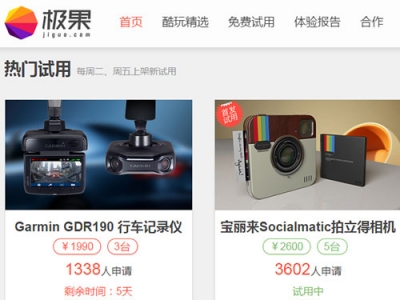 极果
jiguo.com
首页 酷玩精选 免费试用 体验报告 合作
热门试用 每周二、周五上架新试用
首发
试用
Garmin GDR190 行车记录仪
宝丽来Socialmatic拍立得相机
￥1990 3台
￥2600 5台
1338人申请
3602人申请
剩余时间：5天
试用中